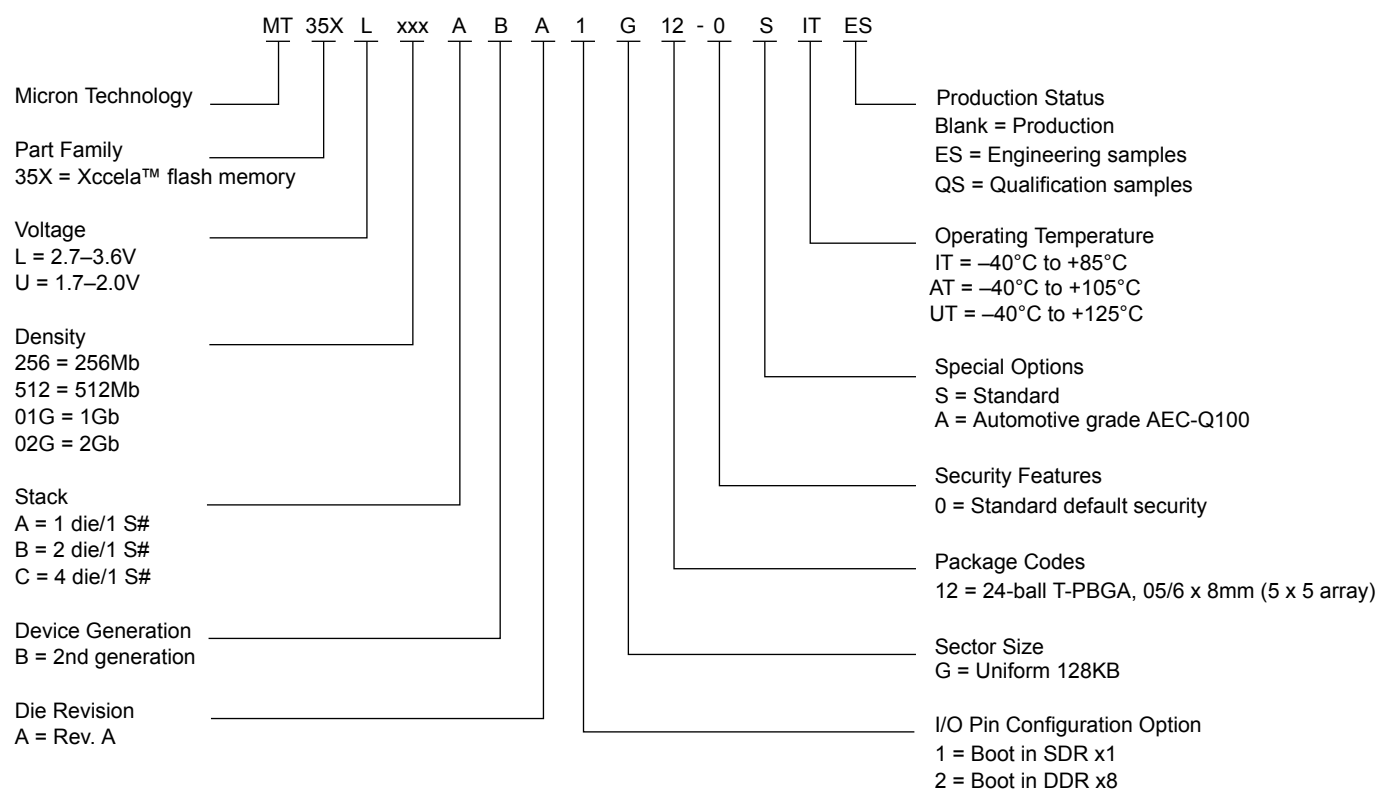 MT 35X L xxx A B A 1 G 12 - 0 S IT ES
Micron Technology
Part Family
35X = Xccela™ flash memory
Voltage
L = 2.7–3.6V
U = 1.7–2.0V
Density
256 = 256Mb
512 = 512Mb
01G = 1Gb
02G = 2Gb
Stack
A = 1 die/1 S#
B = 2 die/1 S#
C = 4 die/1 S#
Device Generation
B = 2nd generation
Die Revision
A = Rev. A
Production Status
Blank = Production
ES = Engineering samples
QS = Qualification samples
Operating Temperature
IT = –40°C to +85°C
AT = –40°C to +105°C
UT = –40°C to +125°C
Special Options
S = Standard
A = Automotive grade AEC-Q100
Security Features
0 = Standard default security
Package Codes
12 = 24-ball T-PBGA, 05/6 x 8mm (5 x 5 array)
Sector Size
G = Uniform 128KB
I/O Pin Configuration Option
1 = Boot in SDR x1
2 = Boot in DDR x8